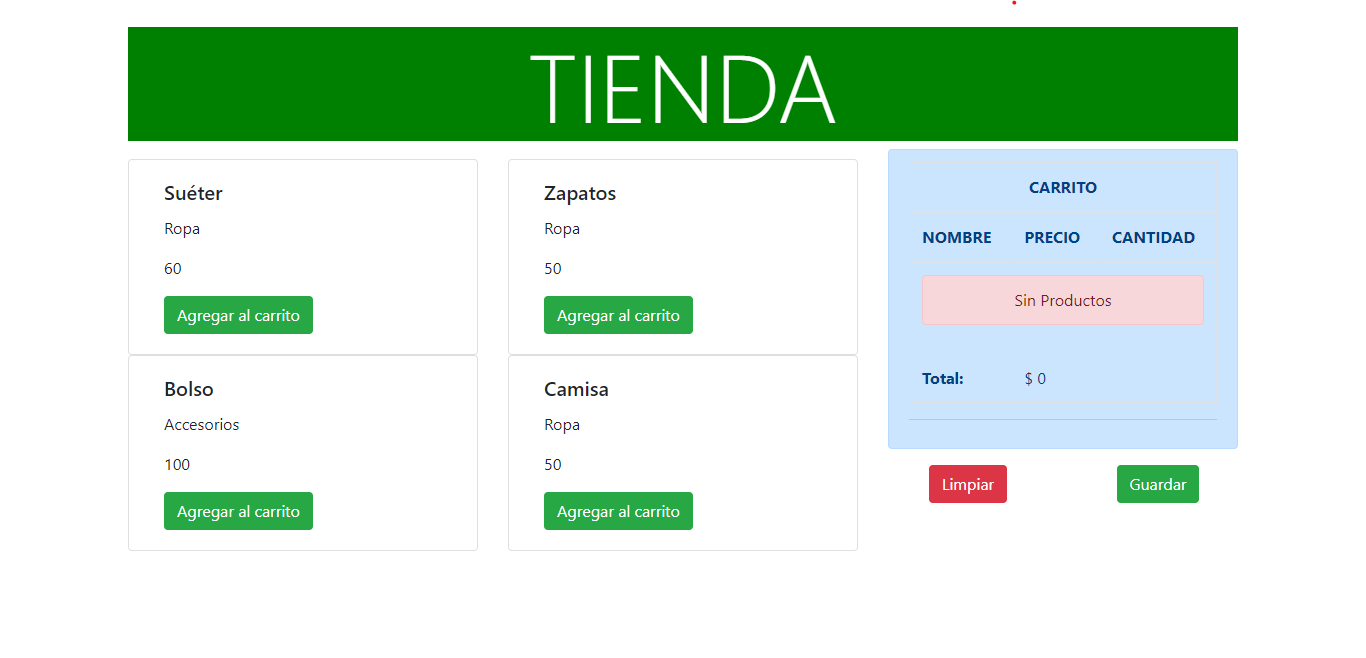 TIENDA
Suéter
Ropa
60
Agregar al carrito
Zapatos
Ropa
50
Agregar al carrito
Bolso
Accesorios
100
Agregar al carrito
Camisa
Ropa
50
Agregar al carrito
CARRITO
NOMBRE PRECIO CANTIDAD
Sin Productos
Total: $ 0
Limpiar Guardar